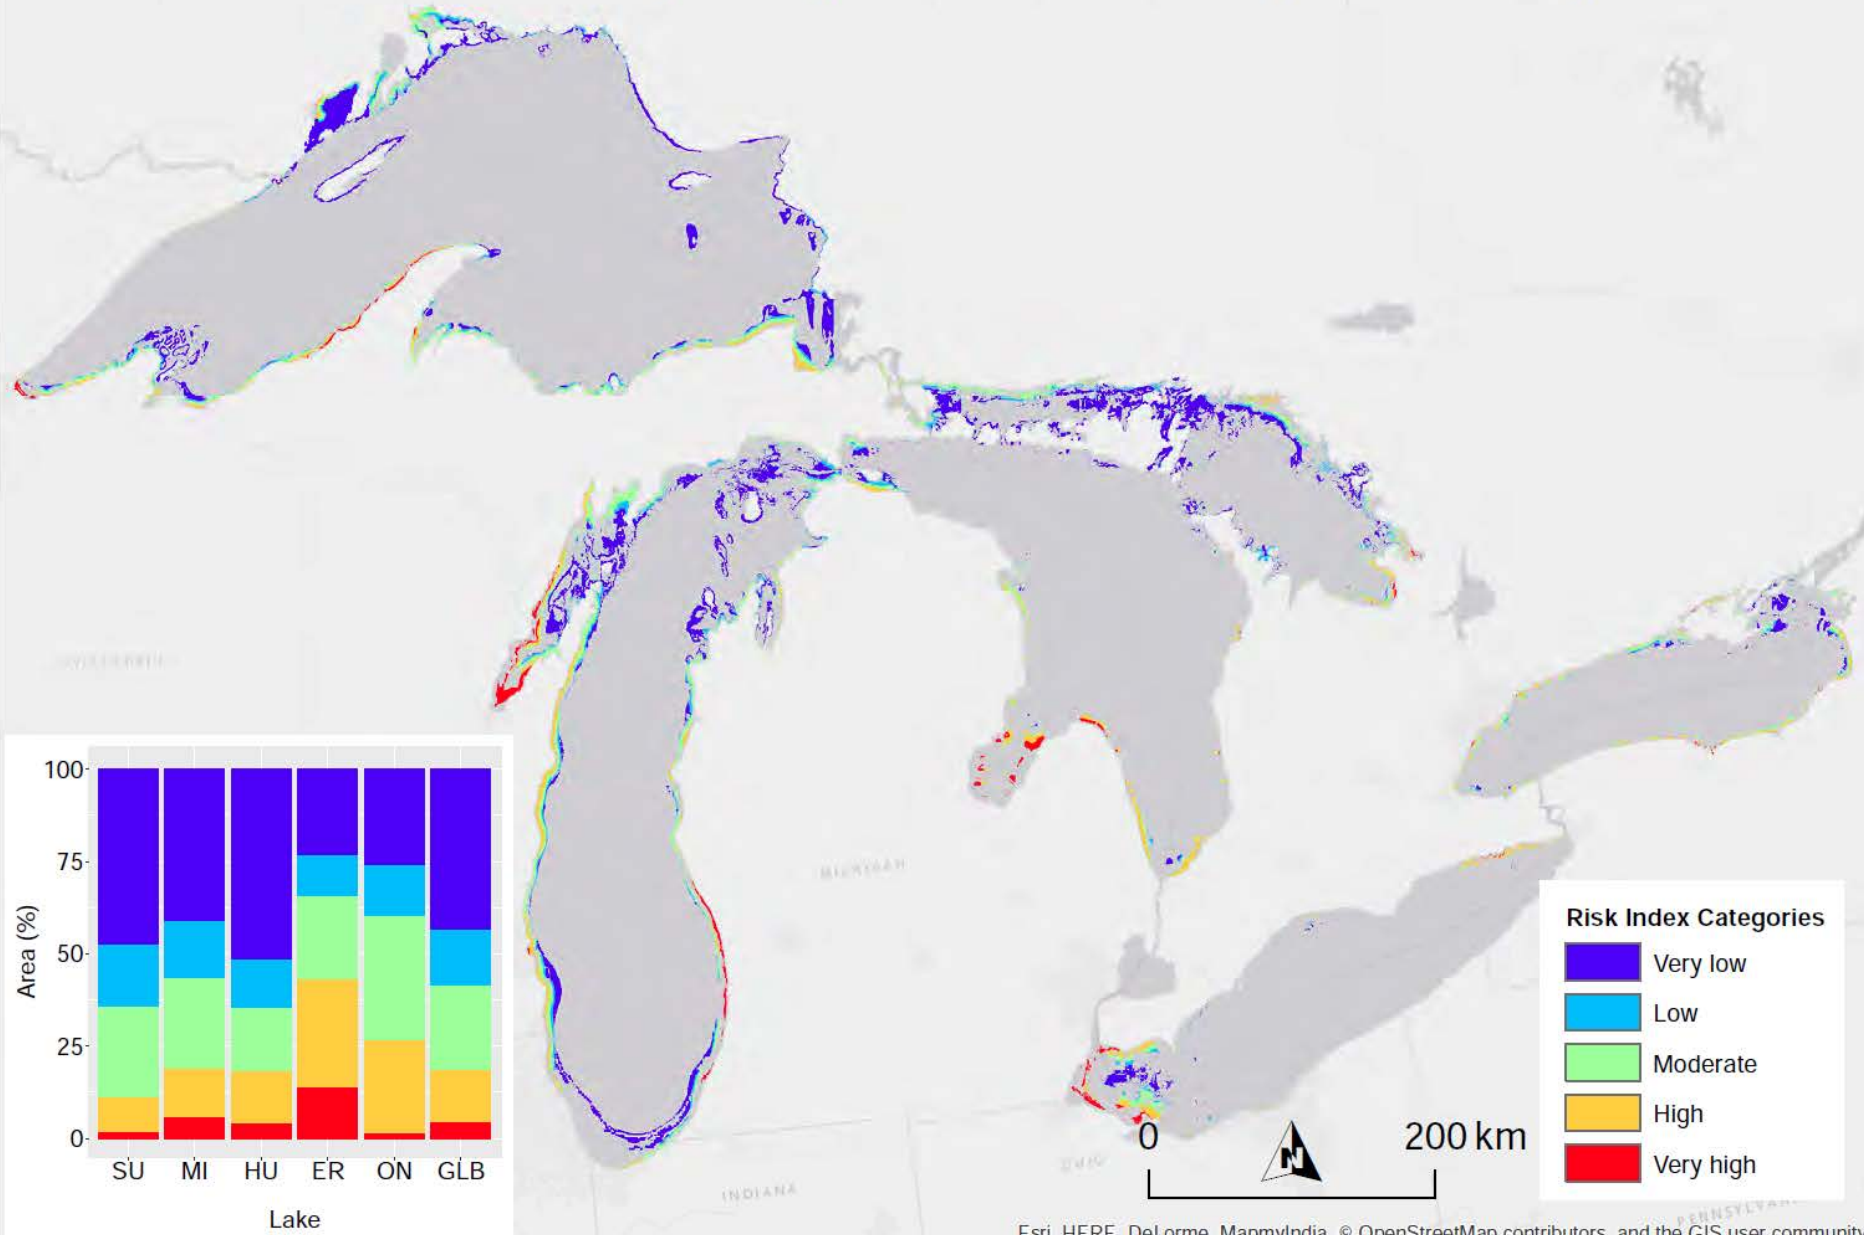 100
75
50
25
0
Area (%)
SU MI HU ER ON GLB
Lake
MICHIGAN
INDIANA
OHIO
0 200 km
N
Risk Index Categories
Very low
Low
Moderate
High
Very high
Esri, HERE, DeLorme, MapmyIndia, © OpenStreetMap contributors, and the GIS user community